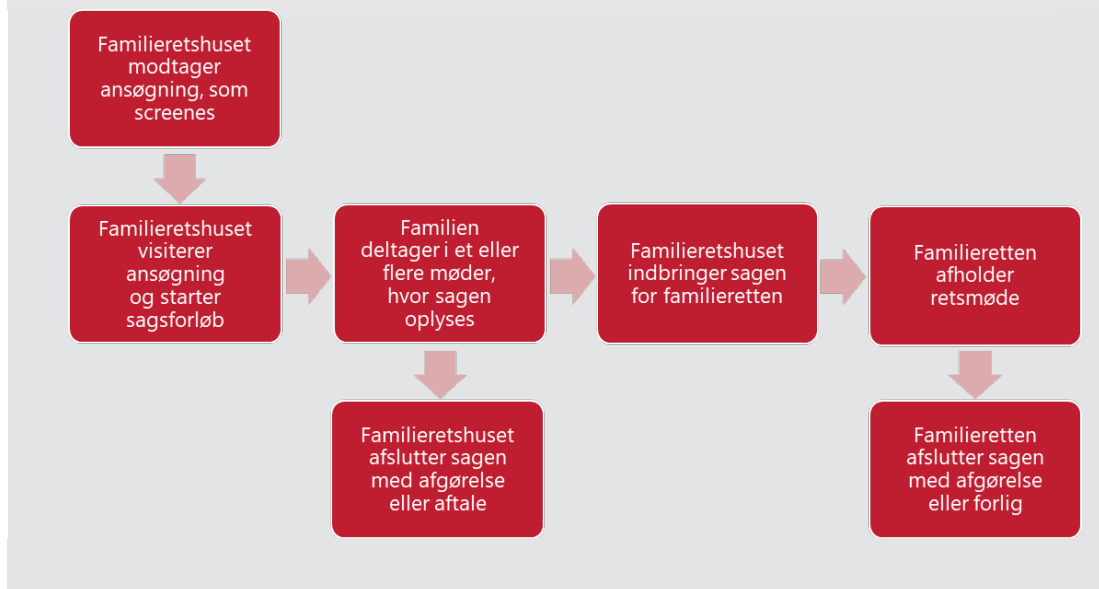 Familieretshuset
modtager
ansøgning, som
screenes
Familieretshuset
visiterer
ansøgning
og starter
sagsforløb
Familien
deltager i et eller
flere møder,
hvor sagen
oplyses
Familieretshuset
indbringer sagen
for familieretten
Familieretten
afholder
retsmøde
Familieretshuset
afslutter sagen
med afgørelse
eller aftale
Familieretten
afslutter sagen
med afgørelse
eller forlig